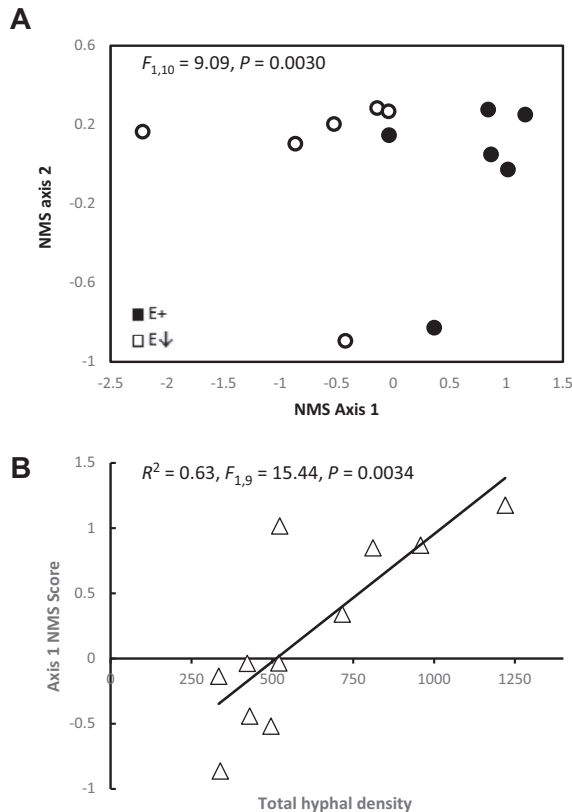 A
F1,10 = 9.09, P = 0.0030
0.6
0.2
-0.2
-0.6
-1
NMS axis 2
E+
E↓
-2.5 -2 -1.5 -1 -0.5 0 0.5 1 1.5
NMS Axis 1
B
R² = 0.63, F1,9 = 15.44, P = 0.0034
1.5
1
0.5
0
-0.5
-1
Axis 1 NMS Score
0 250 500 750 1000 1250
Total hyphal density